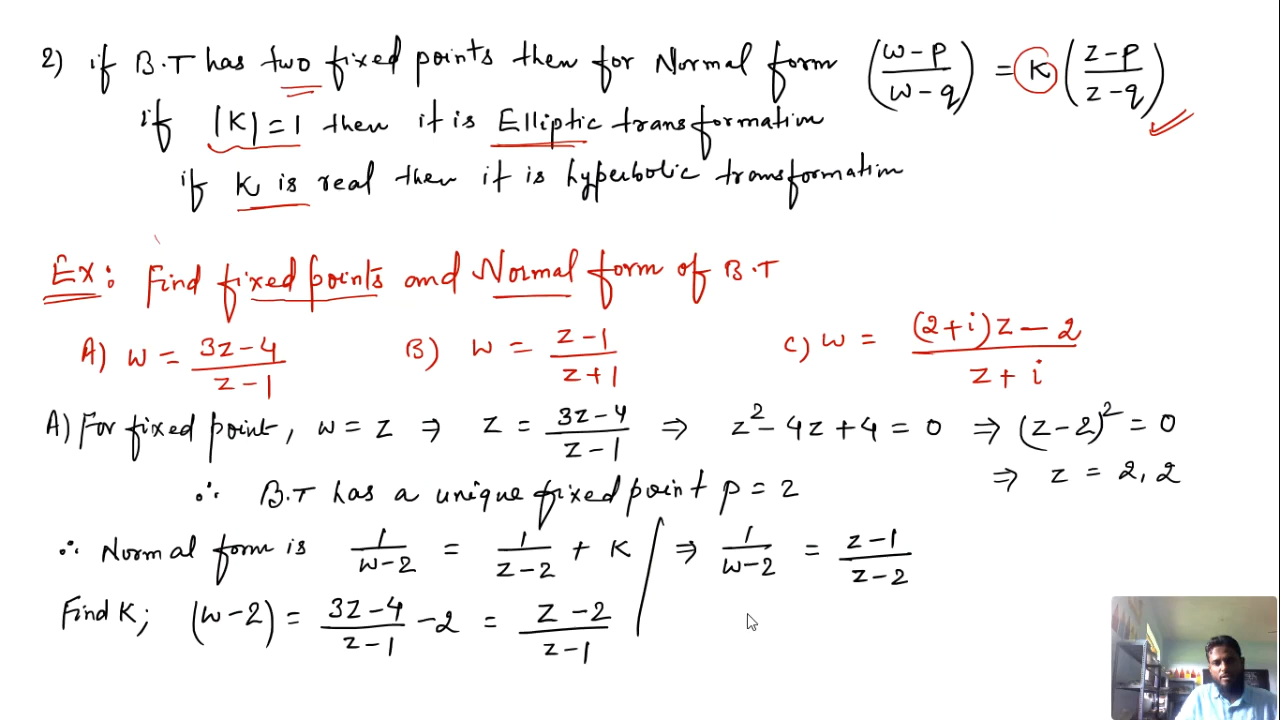 2) if B.T has two fixed points then for Normal form ((w-p)/(w-q)) = K ((z-p)/(z-q))
if |K|=1 then it is Elliptic transformation
if K is real then it is hyperbolic transformation
Ex: Find fixed points and Normal form of B.T
A) w = (3z-4)/(z-1) B) w = (z-1)/(z+1) C) w = ((2+i)z-2)/(z+i)
A) For fixed point, w = z ⇒ z = (3z-4)/(z-1) ⇒ z²-4z+4 = 0 ⇒ (z-2)² = 0
⇒ z = 2, 2
∴ B.T has a unique fixed point p = 2
∴ Normal form is 1/(w-2) = 1/(z-2) + K ⇒ 1/(w-2) = (z-1)/(z-2)
Find K; (w-2) = (3z-4)/(z-1) -2 = (z-2)/(z-1)